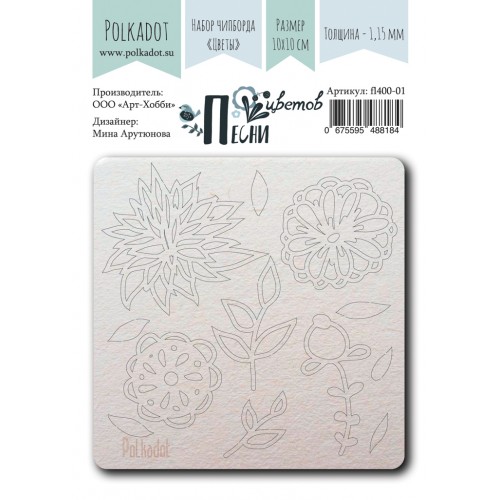 Polkadot
www.polkadot.su
Набор чипборда
«Цветы»
Размер
10х10 см
Толщина - 1,15 мм
Производитель:
ООО «Арт-Хобби»
Дизайнер:
Мина Арутюнова
Песни цветов
Артикул: fl400-01
0 675595 488184
Polkadot